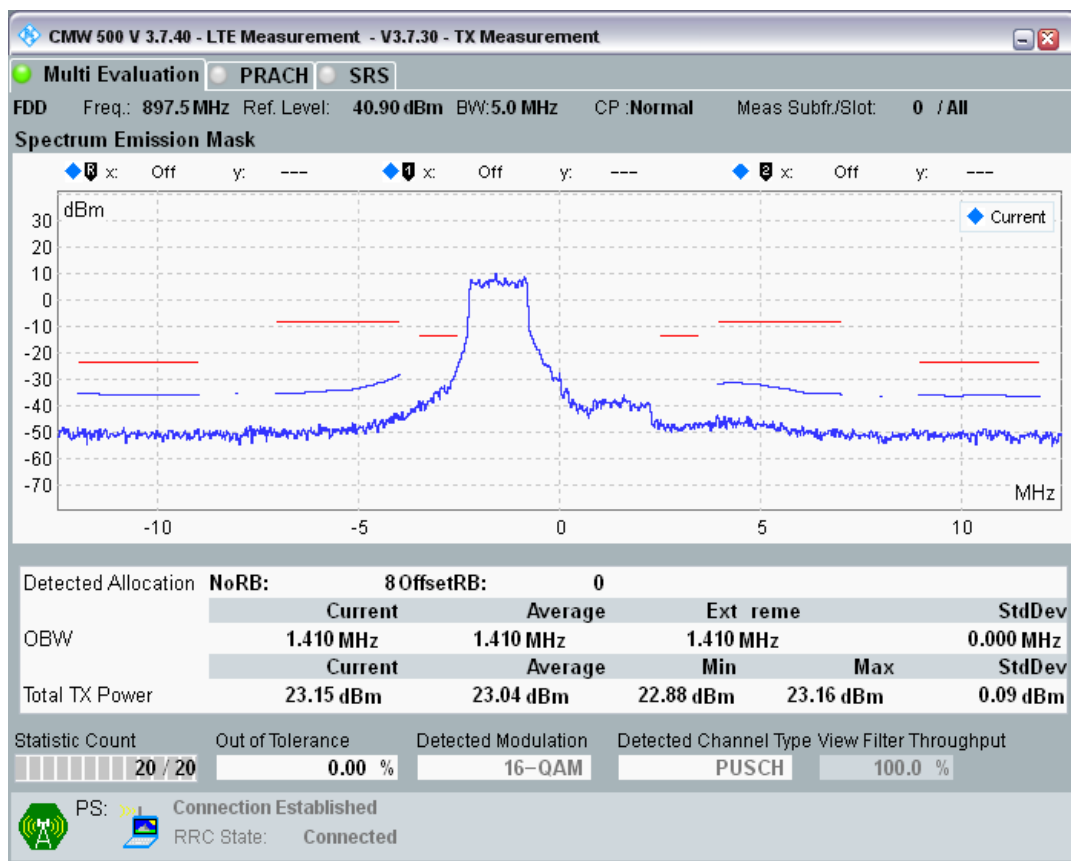 CMW 500 V 3.7.40 - LTE Measurement - V3.7.30 - TX Measurement
Multi Evaluation PRACH SRS
FDD Freq.: 897.5 MHz Ref. Level: 40.90 dBm BW:5.0 MHz CP :Normal Meas Subfr./Slot: 0 / All
Spectrum Emission Mask
R x: Off y: --- 1 x: Off y: --- 2 x: Off y: ---
dBm
Current
30
20
10
0
-10
-20
-30
-40
-50
-60
-70
MHz
-10 -5 0 5 10
Detected Allocation NoRB: 8 OffsetRB: 0
Current Average Ext reme StdDev
OBW 1.410 MHz 1.410 MHz 1.410 MHz 0.000 MHz
Current Average Min Max StdDev
Total TX Power 23.15 dBm 23.04 dBm 22.88 dBm 23.16 dBm 0.09 dBm
Statistic Count Out of Tolerance Detected Modulation Detected Channel Type View Filter Throughput
20 / 20 0.00 % 16-QAM PUSCH 100.0 %
PS: Connection Established
RRC State: Connected